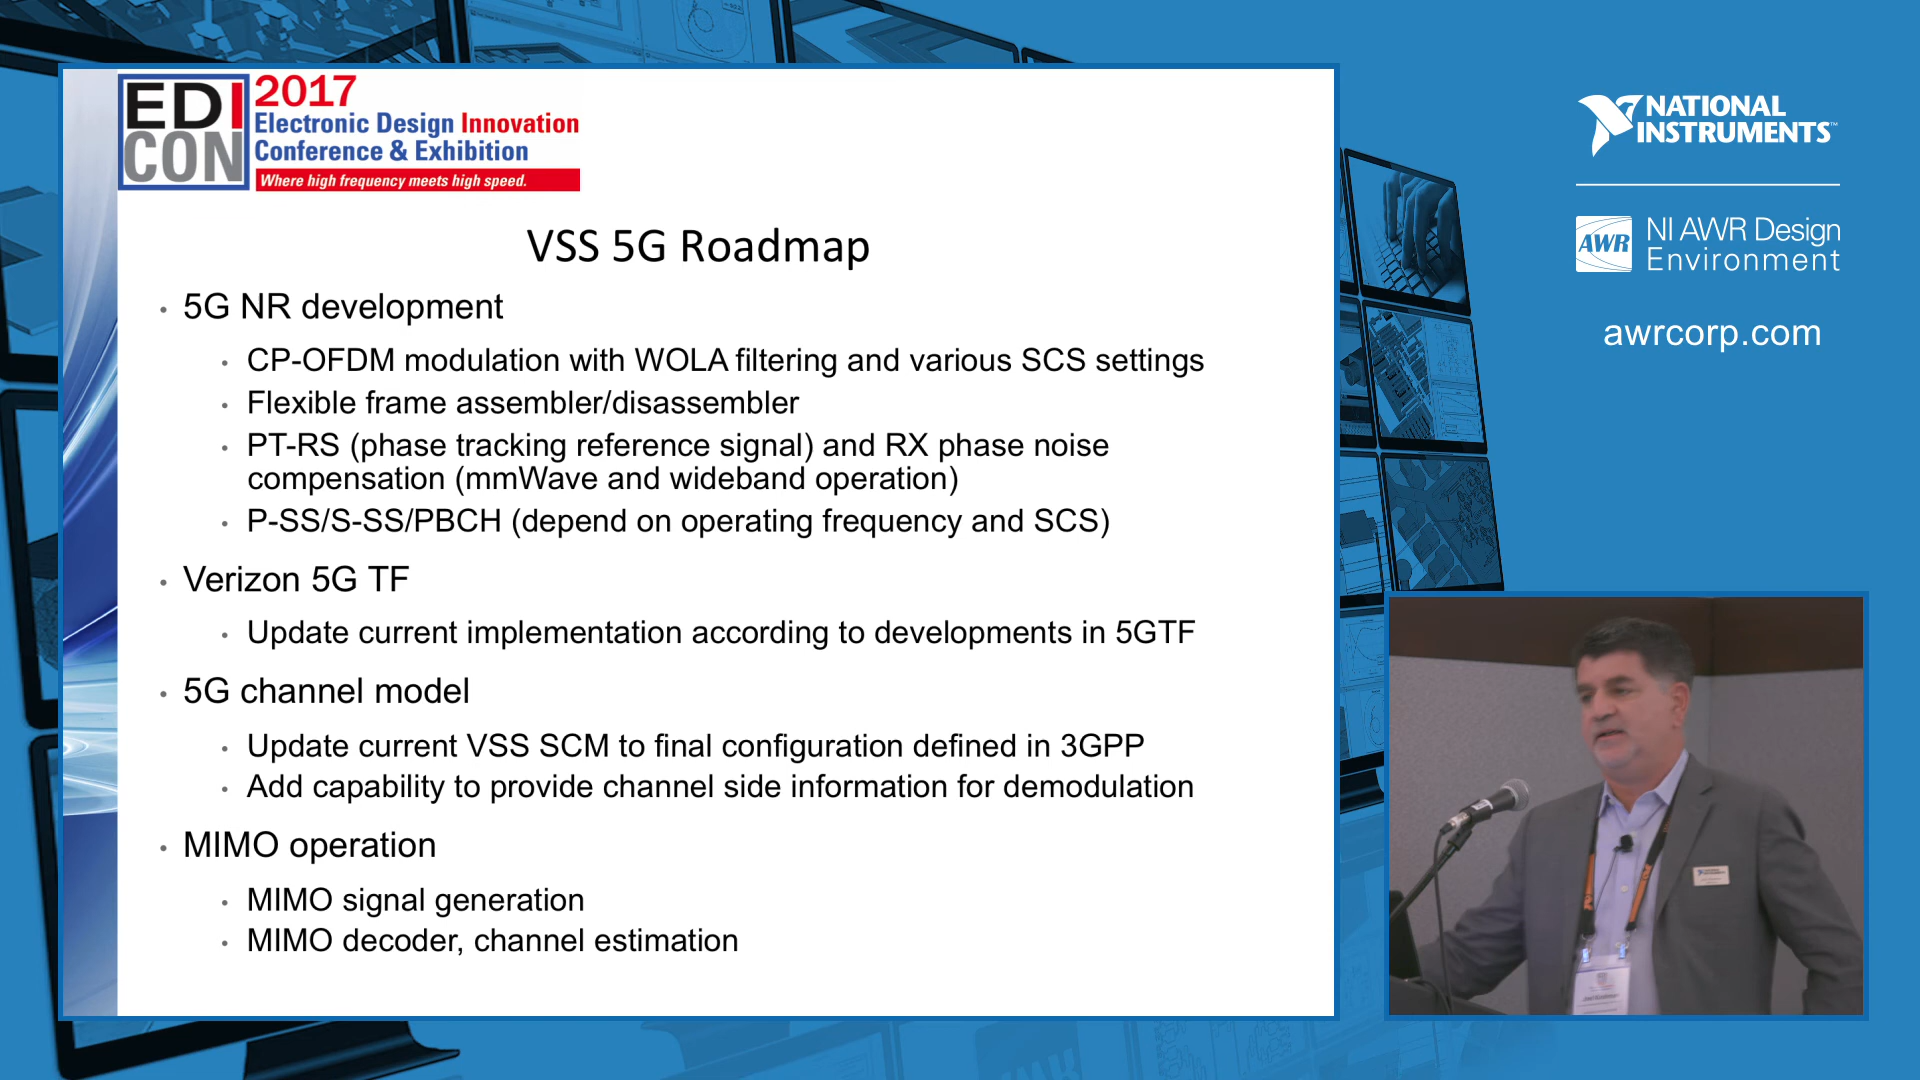 EDI
CON
2017
Electronic Design Innovation
Conference & Exhibition
Where high frequency meets high speed.
VSS 5G Roadmap
• 5G NR development
• CP-OFDM modulation with WOLA filtering and various SCS settings
• Flexible frame assembler/disassembler
• PT-RS (phase tracking reference signal) and RX phase noise
compensation (mmWave and wideband operation)
• P-SS/S-SS/PBCH (depend on operating frequency and SCS)
• Verizon 5G TF
• Update current implementation according to developments in 5GTF
• 5G channel model
• Update current VSS SCM to final configuration defined in 3GPP
• Add capability to provide channel side information for demodulation
• MIMO operation
• MIMO signal generation
• MIMO decoder, channel estimation
NATIONAL
INSTRUMENTS™
AWR
NI AWR Design
Environment
awrcorp.com